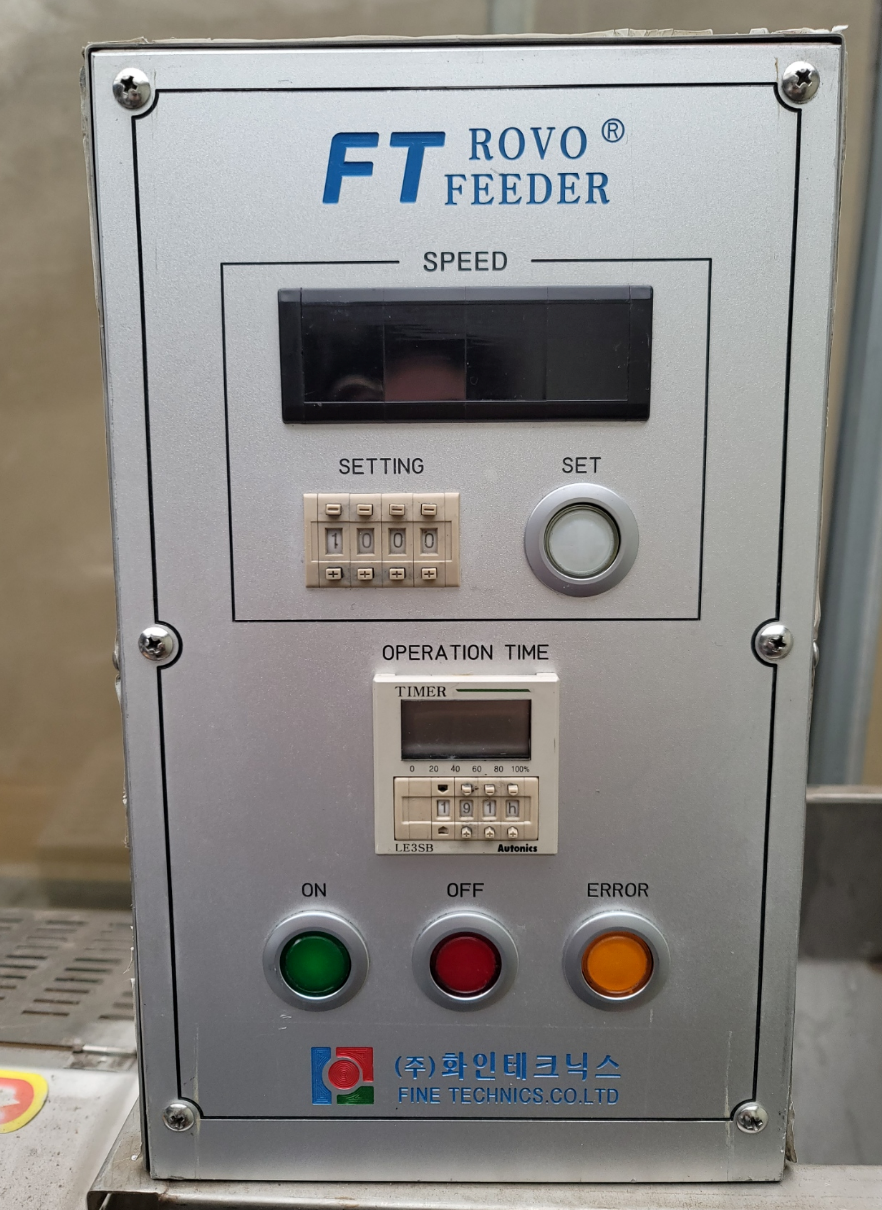 FT ROVO ®
FEEDER
SPEED
SETTING SET
1000
OPERATION TIME
TIMER
0 20 40 60 80 100%
191h
LE3SB Autonics
ON OFF ERROR
(주)화인테크닉스
FINE TECHNICS.CO.LTD